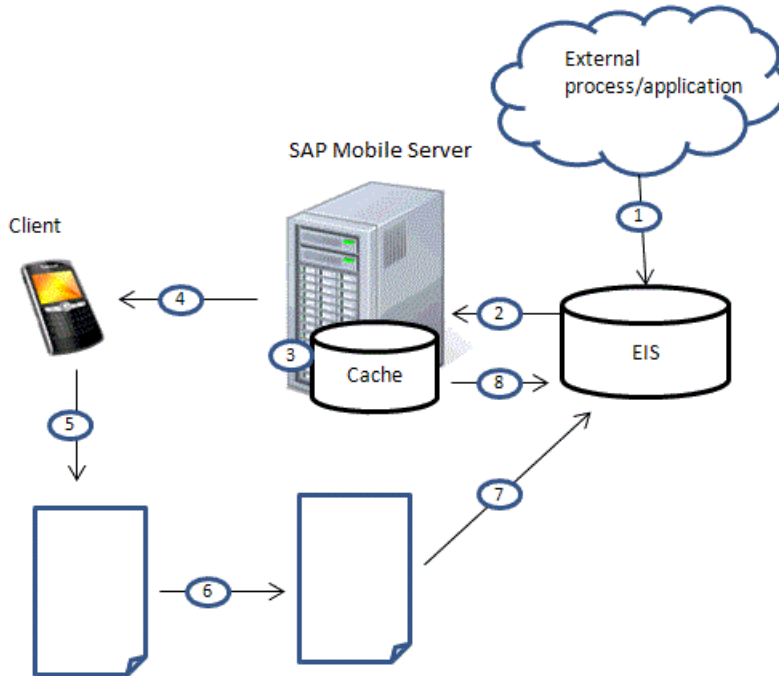 External
process/application
SAP Mobile Server
1
Client
4
2
3
EIS
Cache
8
5
7
6